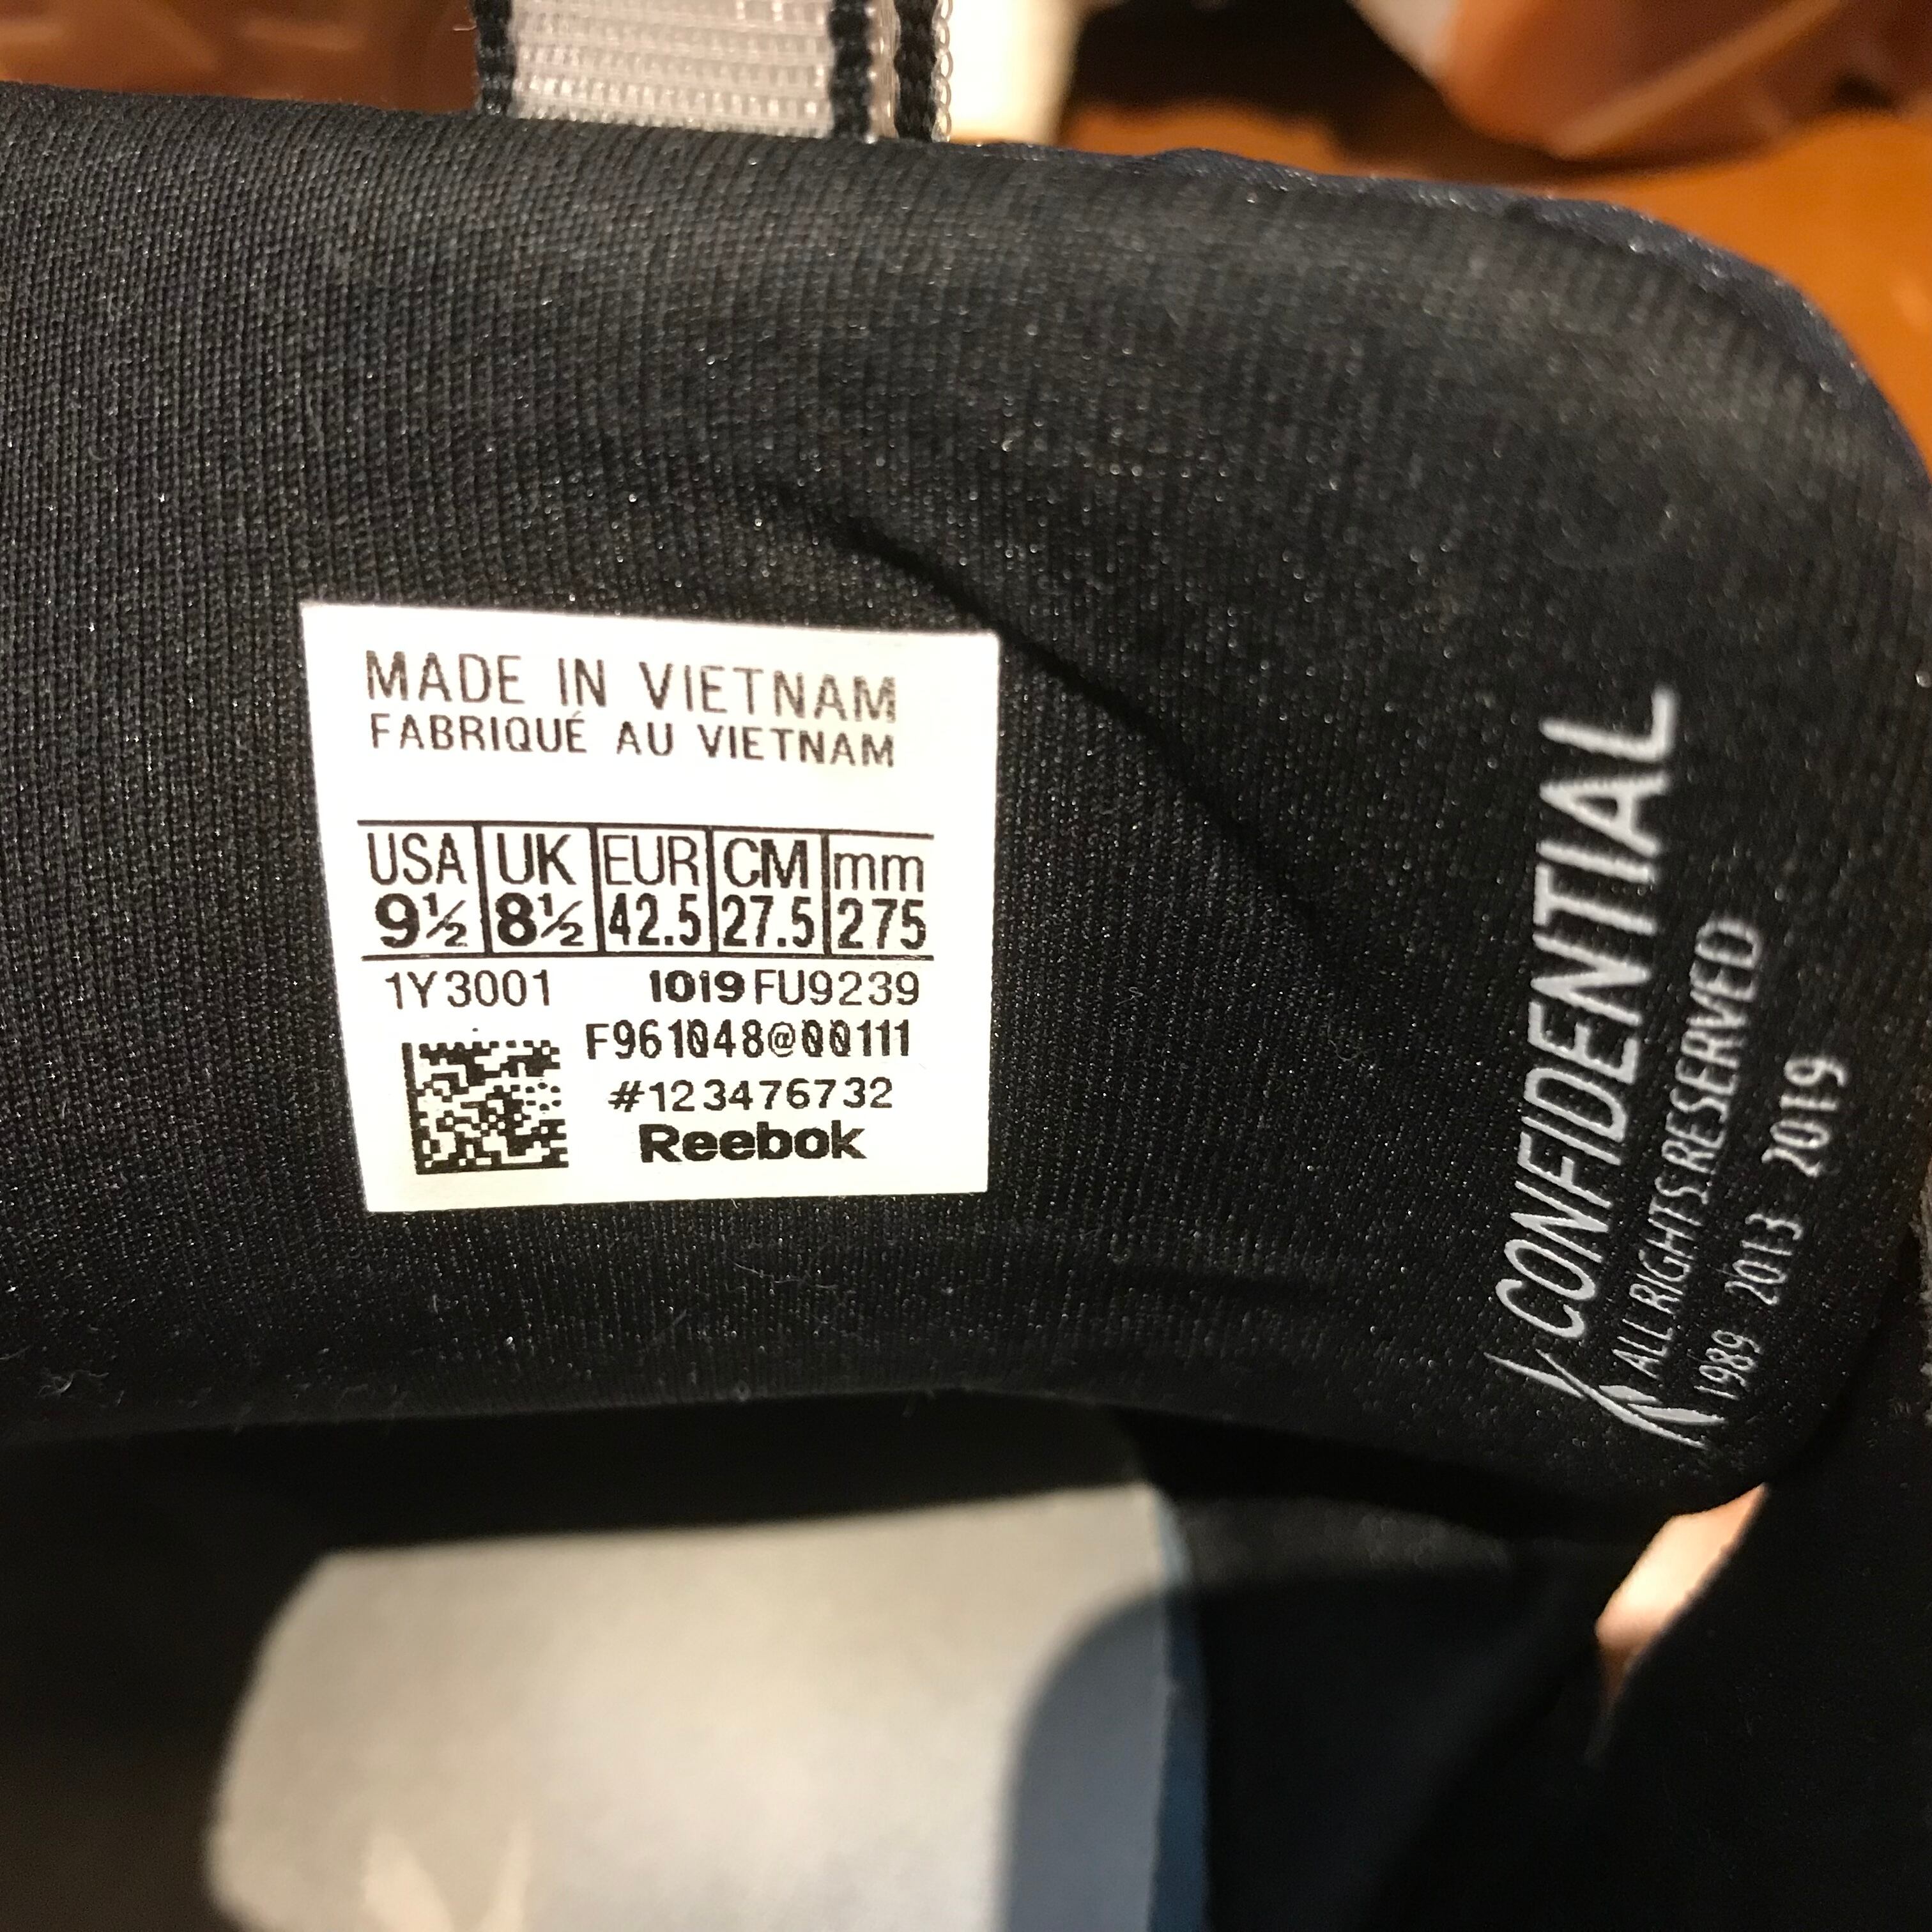 MADE IN VIETNAM
FABRIQUÉ AU VIETNAM
USA UK EUR CM mm
9½ 8½ 42.5 27.5 275
1Y3001 1019 FU9239
F961048@00111
#123476732
Reebok
CONFIDENTIAL
ALL RIGHTS RESERVED
1989 2013 2019